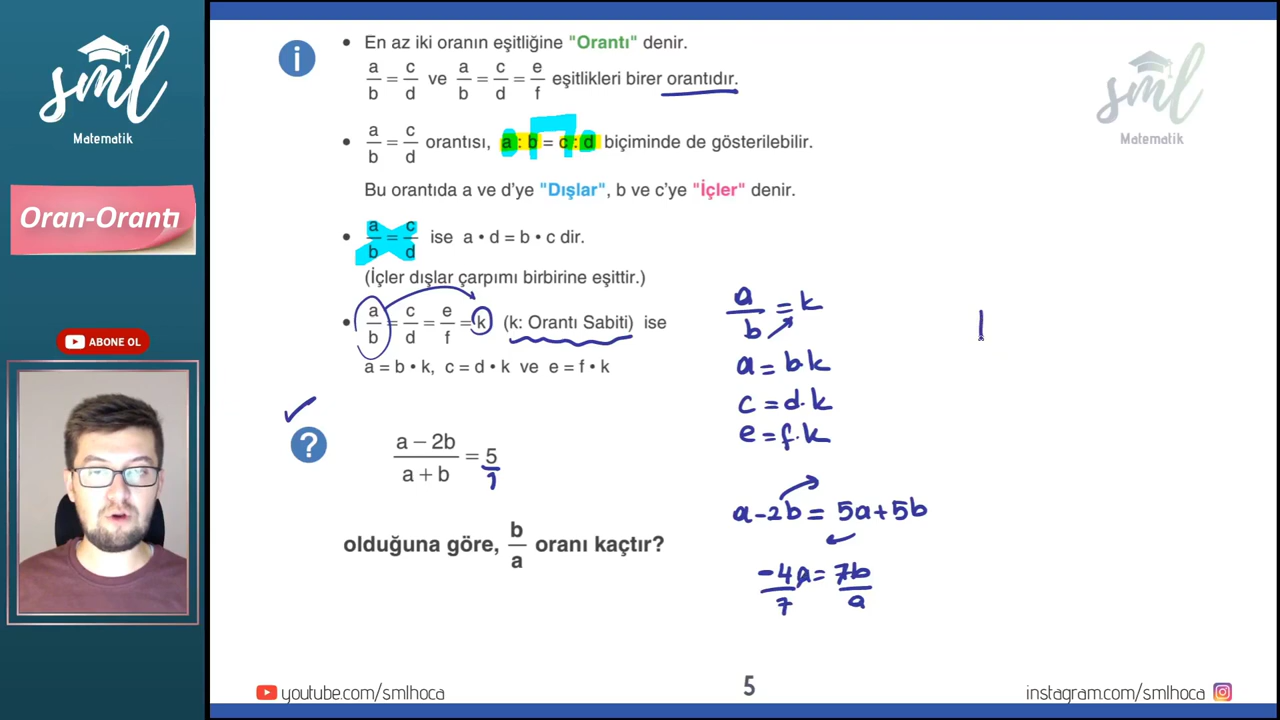 sml
Matematik
Oran-Orantı
ABONE OL
i
• En az iki oranın eşitliğine "Orantı" denir.
a/b = c/d ve a/b = c/d = e/f eşitlikleri birer orantıdır.
• a/b = c/d orantısı, a : b = c : d biçiminde de gösterilebilir.
Bu orantıda a ve d'ye "Dışlar", b ve c'ye "İçler" denir.
• a/b = c/d ise a • d = b • c dir.
(İçler dışlar çarpımı birbirine eşittir.)
• a/b = c/d = e/f = k (k: Orantı Sabiti) ise
a = b • k, c = d • k ve e = f • k
?
(a − 2b)/(a + b) = 5/1
olduğuna göre, b/a oranı kaçtır?
a/b = k
a = b.k
c = d.k
e = f.k
a − 2b = 5a + 5b
−4a/7 = 7b/a
sml
Matematik
youtube.com/smlhoca
5
instagram.com/smlhoca